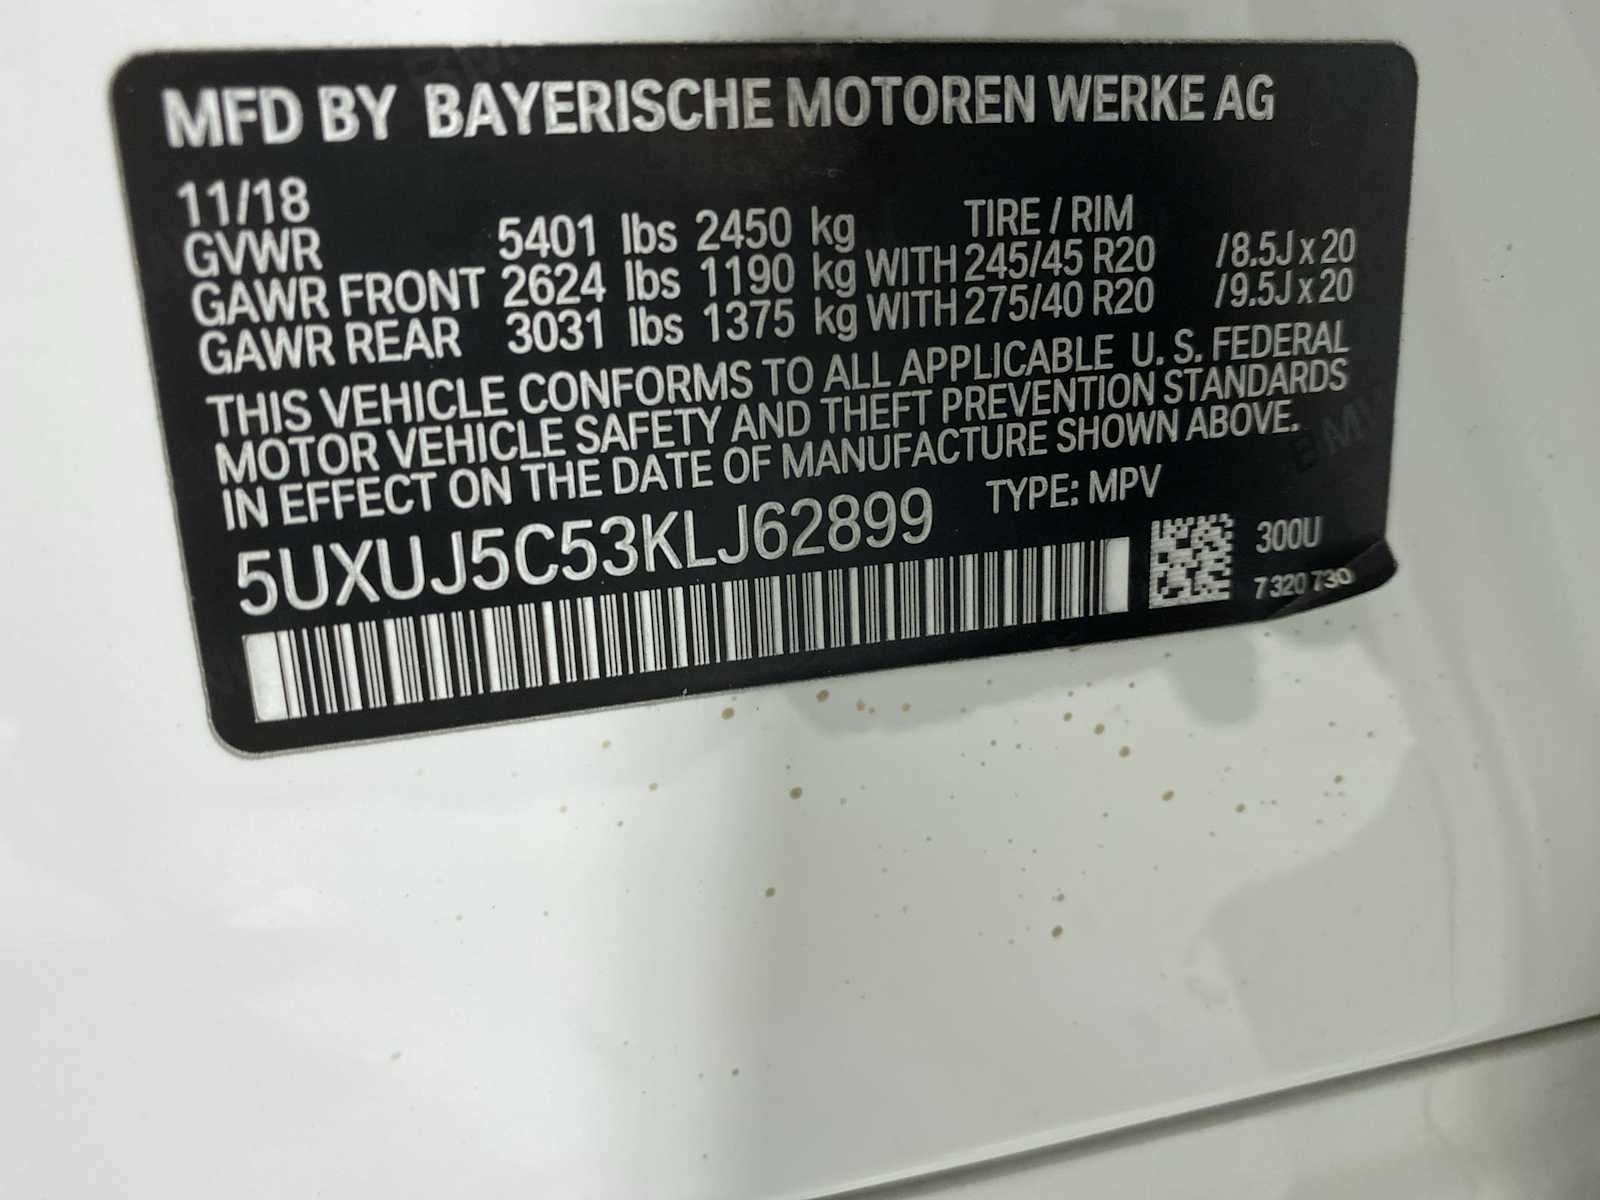 MFD BY BAYERISCHE MOTOREN WERKE AG
11/18
TIRE / RIM
GVWR 5401 lbs 2450 kg
GAWR FRONT 2624 lbs 1190 kg WITH 245/45 R20 /8.5J x 20
GAWR REAR 3031 lbs 1375 kg WITH 275/40 R20 /9.5J x 20
THIS VEHICLE CONFORMS TO ALL APPLICABLE U. S. FEDERAL
MOTOR VEHICLE SAFETY AND THEFT PREVENTION STANDARDS
IN EFFECT ON THE DATE OF MANUFACTURE SHOWN ABOVE.
5UXUJ5C53KLJ62899 TYPE: MPV
300U
7 320 730